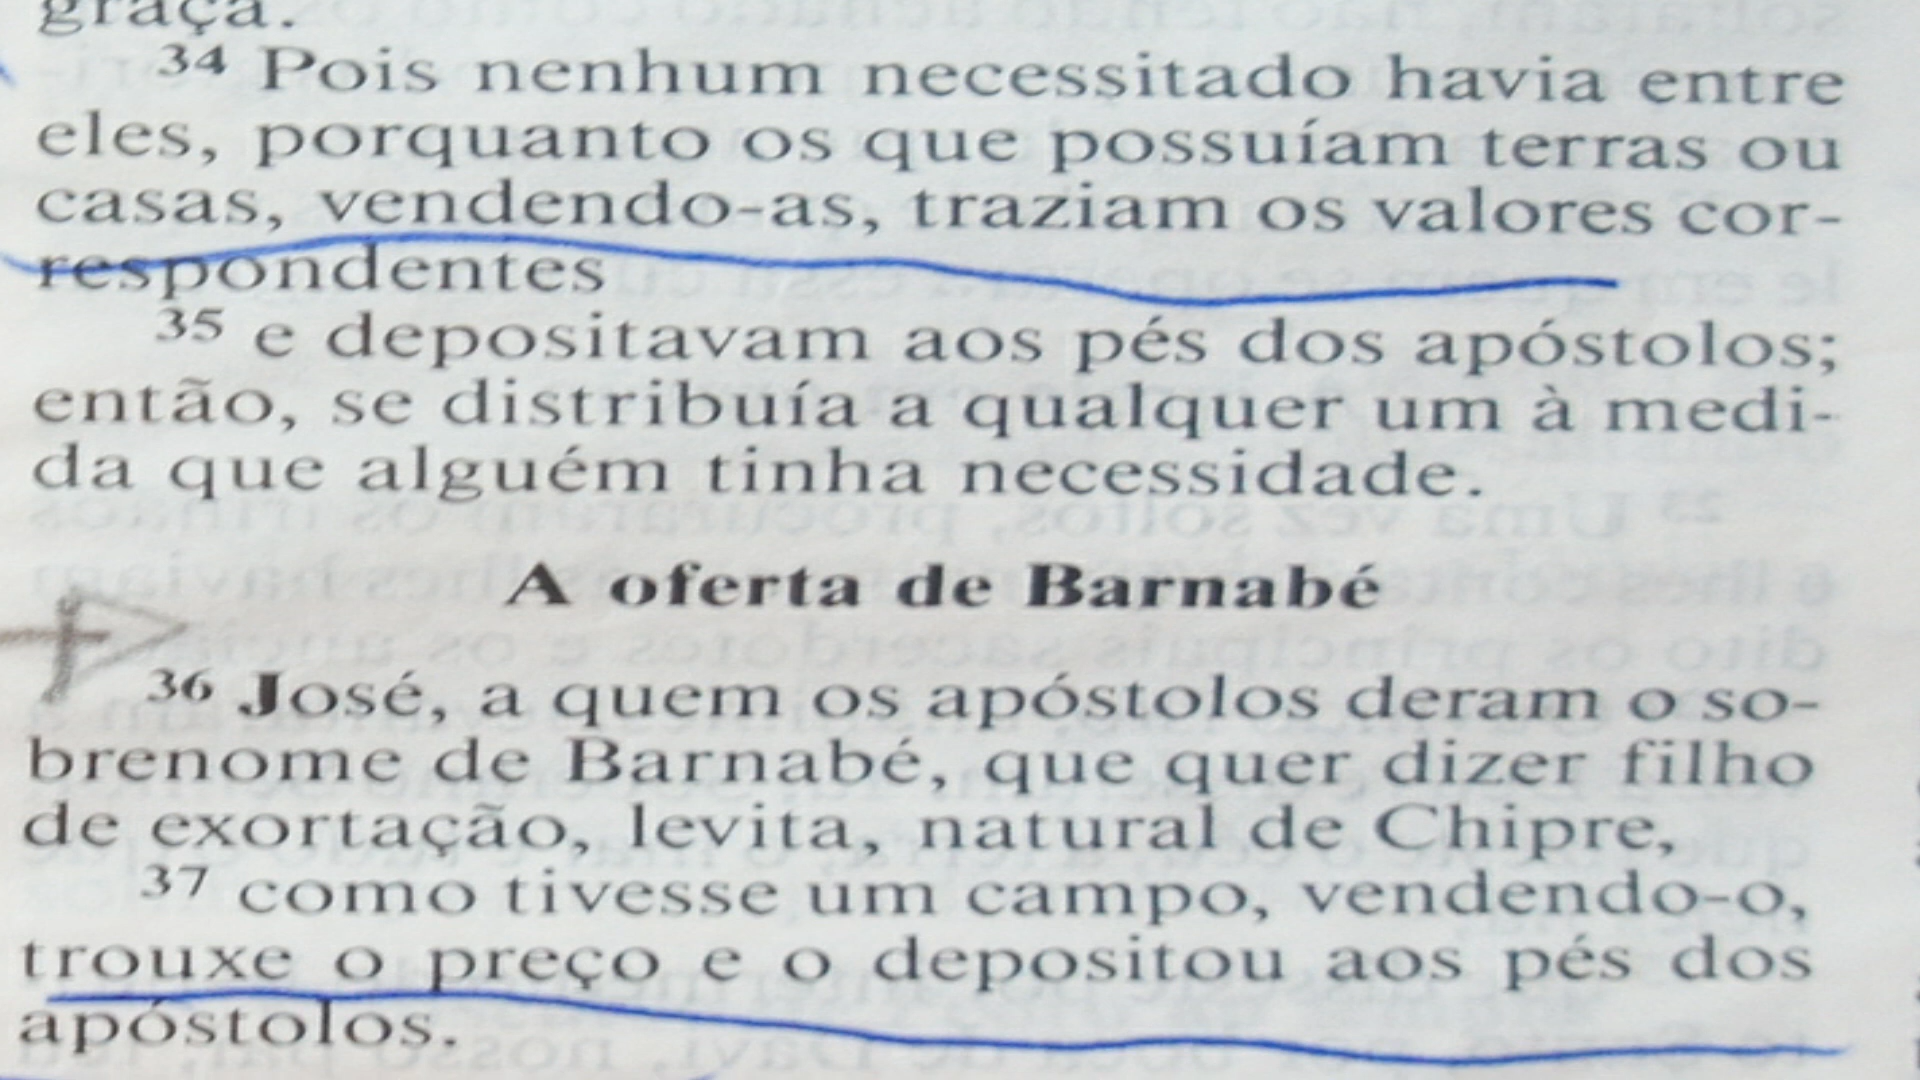 graça.
34 Pois nenhum necessitado havia entre
eles, porquanto os que possuíam terras ou
casas, vendendo-as, traziam os valores cor-
respondentes
35 e depositavam aos pés dos apóstolos;
então, se distribuía a qualquer um à medi-
da que alguém tinha necessidade.
A oferta de Barnabé
36 José, a quem os apóstolos deram o so-
brenome de Barnabé, que quer dizer filho
de exortação, levita, natural de Chipre,
37 como tivesse um campo, vendendo-o,
trouxe o preço e o depositou aos pés dos
apóstolos.